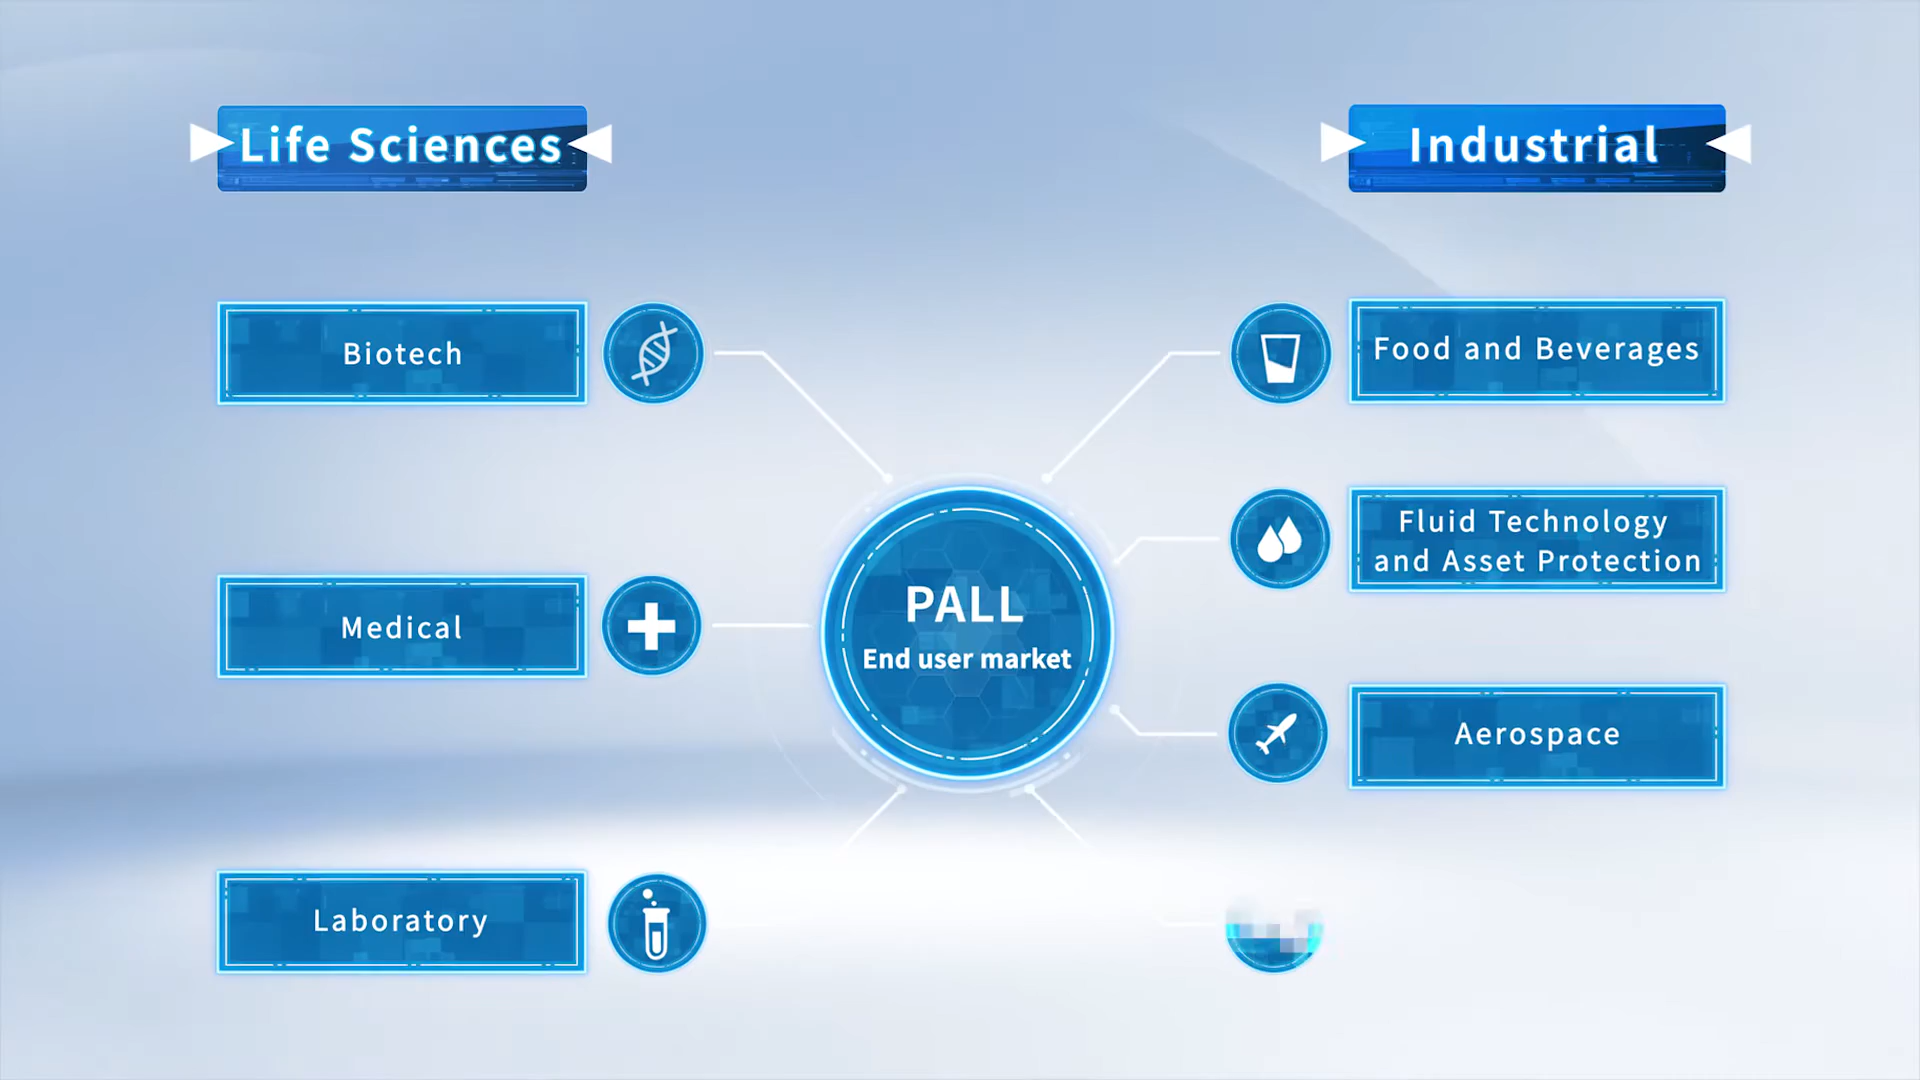 Life Sciences
Industrial
Biotech
Food and Beverages
Fluid Technology
and Asset Protection
PALL
End user market
Medical
Aerospace
Laboratory